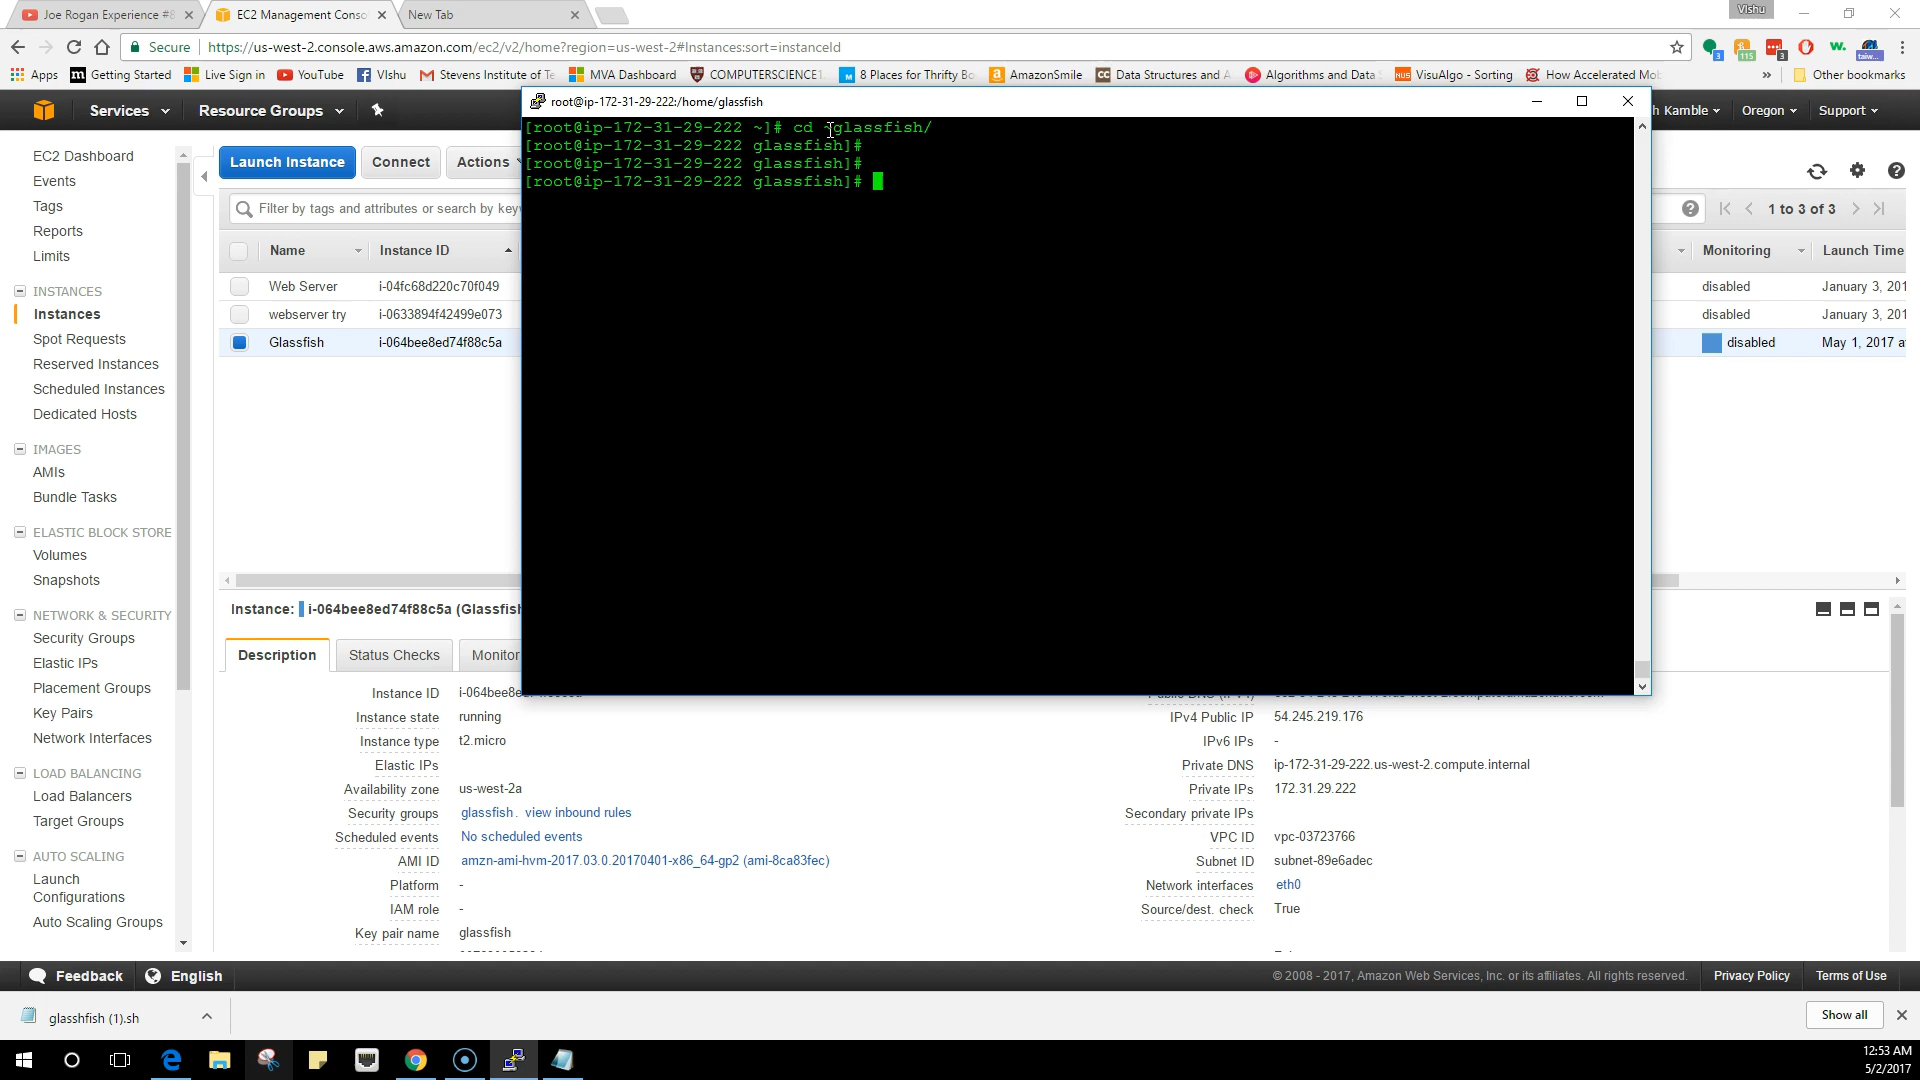 Joe Rogan Experience #8
EC2 Management Conso
New Tab
Vishu
Secure
https://us-west-2.console.aws.amazon.com/ec2/v2/home?region=us-west-2#Instances:sort=instanceId
Apps
Getting Started
Live Sign in
YouTube
VIshu
Stevens Institute of Te
MVA Dashboard
COMPUTERSCIENCE1
8 Places for Thrifty Bo
AmazonSmile
Data Structures and A
Algorithms and Data
VisuAlgo - Sorting
How Accelerated Mo
Other bookmarks
Services
Resource Groups
h Kamble
Oregon
Support
root@ip-172-31-29-222:/home/glassfish
[root@ip-172-31-29-222 ~]# cd ~glassfish/
[root@ip-172-31-29-222 glassfish]#
[root@ip-172-31-29-222 glassfish]#
[root@ip-172-31-29-222 glassfish]#
EC2 Dashboard
Events
Tags
Reports
Limits
INSTANCES
Instances
Spot Requests
Reserved Instances
Scheduled Instances
Dedicated Hosts
IMAGES
AMIs
Bundle Tasks
ELASTIC BLOCK STORE
Volumes
Snapshots
NETWORK & SECURITY
Security Groups
Elastic IPs
Placement Groups
Key Pairs
Network Interfaces
LOAD BALANCING
Load Balancers
Target Groups
AUTO SCALING
Launch
Configurations
Auto Scaling Groups
Launch Instance
Connect
Actions
Filter by tags and attributes or search by key
1 to 3 of 3
Name
Instance ID
Monitoring
Launch Time
Web Server
i-04fc68d220c70f049
disabled
January 3, 201
webserver try
i-0633894f42499e073
disabled
January 3, 201
Glassfish
i-064bee8ed74f88c5a
disabled
May 1, 2017 a
Instance:
i-064bee8ed74f88c5a (Glassfish
Description
Status Checks
Monitor
Instance ID
Instance state
running
Instance type
t2.micro
Elastic IPs
Availability zone
us-west-2a
Security groups
glassfish. view inbound rules
Scheduled events
No scheduled events
AMI ID
amzn-ami-hvm-2017.03.0.20170401-x86_64-gp2 (ami-8ca83fec)
Platform
-
IAM role
-
Key pair name
glassfish
IPv4 Public IP
54.245.219.176
IPv6 IPs
-
Private DNS
ip-172-31-29-222.us-west-2.compute.internal
Private IPs
172.31.29.222
Secondary private IPs
VPC ID
vpc-03723766
Subnet ID
subnet-89e6adec
Network interfaces
eth0
Source/dest. check
True
Feedback
English
© 2008 - 2017, Amazon Web Services, Inc. or its affiliates. All rights reserved.
Privacy Policy
Terms of Use
glasshfish (1).sh
Show all
12:53 AM
5/2/2017